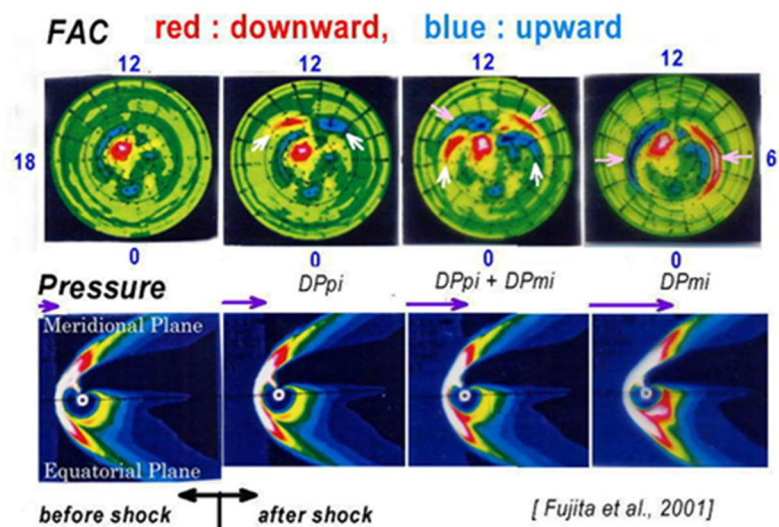 FAC red : downward, blue : upward
12 12 12 12
18 6
0 0 0 0
Pressure DPpi DPpi + DPmi DPmi
Meridional Plane
Equatorial Plane
before shock after shock [ Fujita et al., 2001]